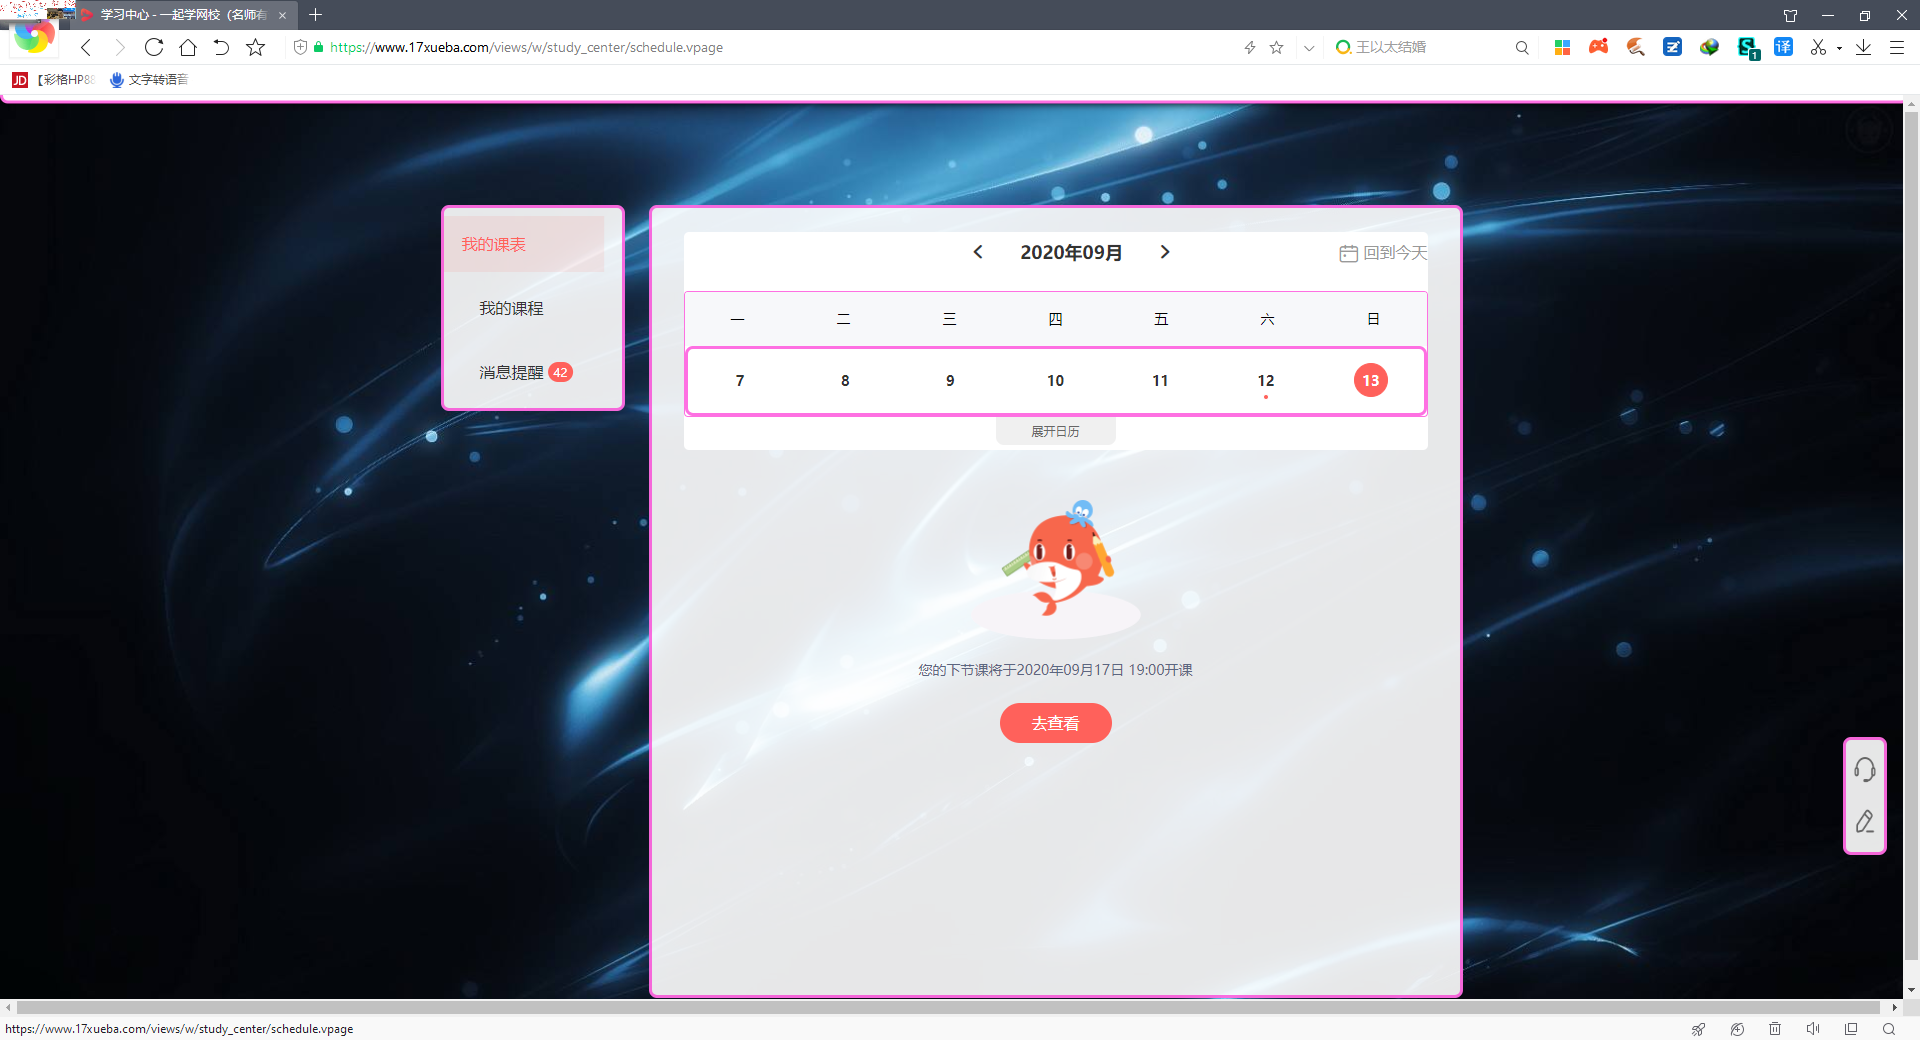 学习中心 - 一起学网校（名师有
https://www.17xueba.com/views/w/study_center/schedule.vpage
王以太结婚
1
译
JD 【彩格HP88
文字转语音
我的课表
我的课程
消息提醒 42
2020年09月
回到今天
一 二 三 四 五 六 日
7 8 9 10 11 12 13
展开日历
您的下节课将于2020年09月17日 19:00开课
去查看
https://www.17xueba.com/views/w/study_center/schedule.vpage